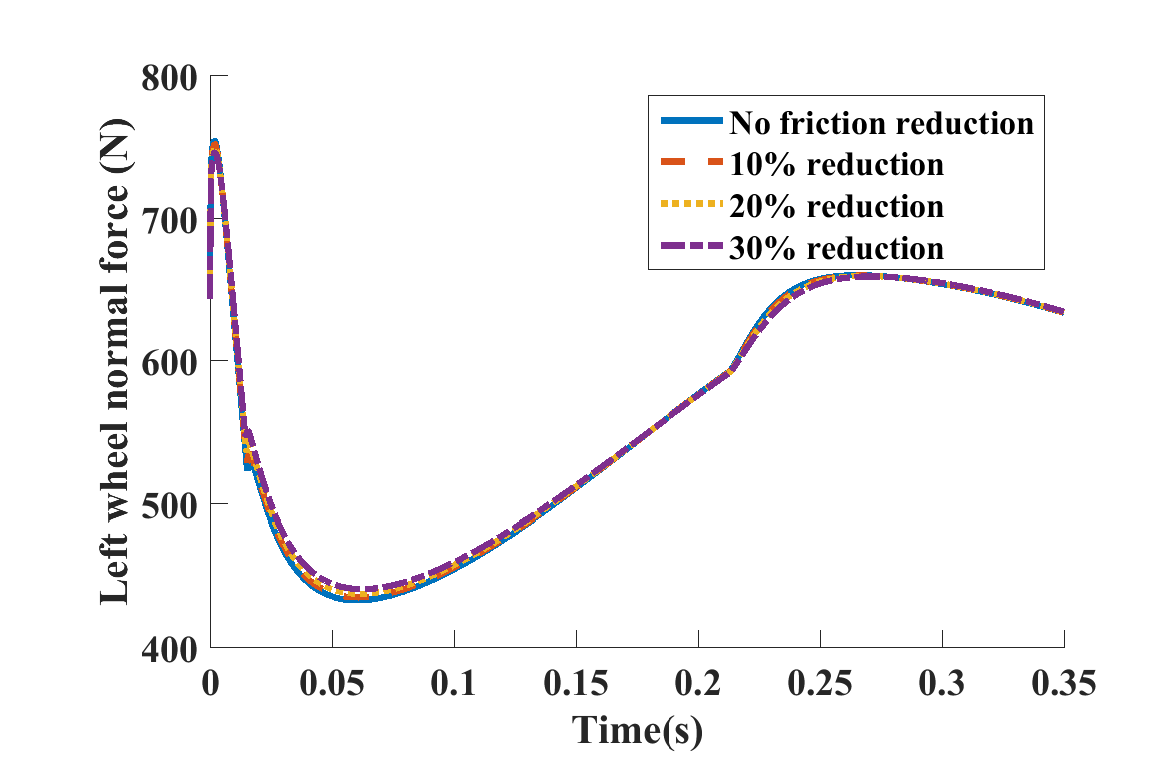 800
700
600
500
400
0
0.05
0.1
0.15
0.2
0.25
0.3
0.35
Left wheel normal force (N)
Time(s)
No friction reduction
10% reduction
20% reduction
30% reduction